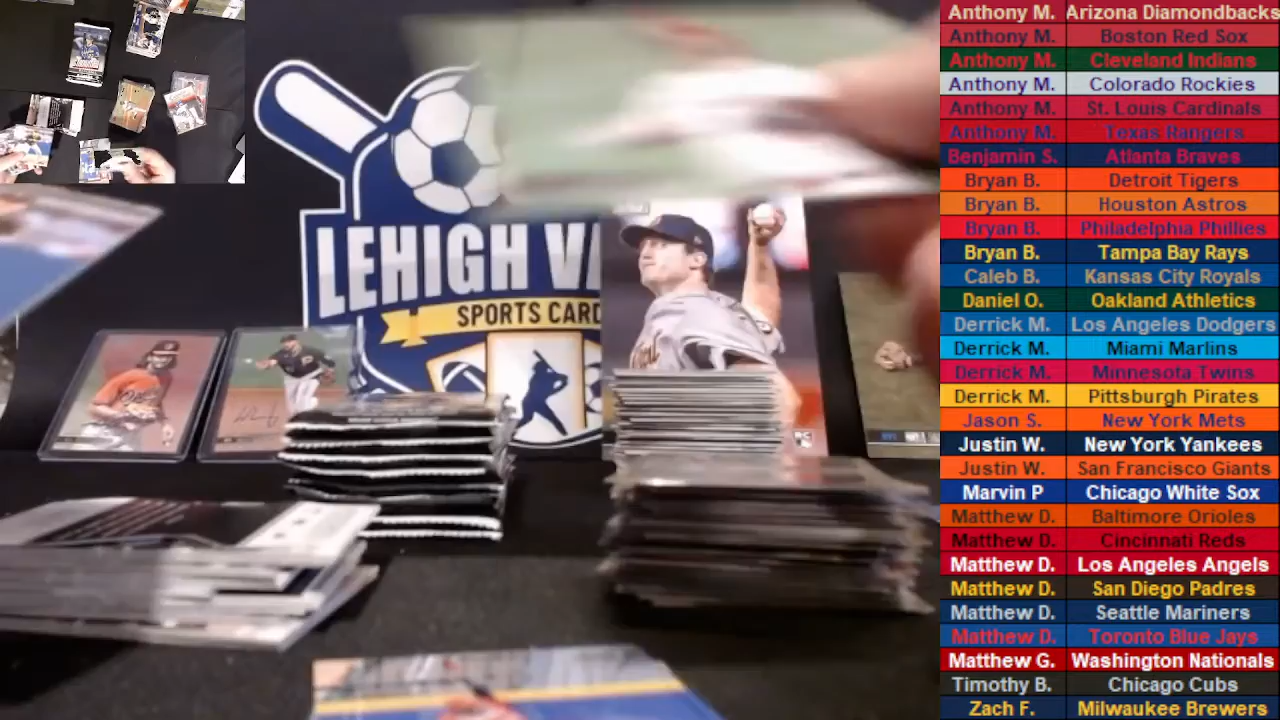 LEHIGH VA
SPORTS CARD
Anthony M. Arizona Diamondbacks
Anthony M. Boston Red Sox
Anthony M. Cleveland Indians
Anthony M. Colorado Rockies
Anthony M. St. Louis Cardinals
Anthony M. Texas Rangers
Benjamin S. Atlanta Braves
Bryan B. Detroit Tigers
Bryan B. Houston Astros
Bryan B. Philadelphia Phillies
Bryan B. Tampa Bay Rays
Caleb B. Kansas City Royals
Daniel O. Oakland Athletics
Derrick M. Los Angeles Dodgers
Derrick M. Miami Marlins
Derrick M. Minnesota Twins
Derrick M. Pittsburgh Pirates
Jason S. New York Mets
Justin W. New York Yankees
Justin W. San Francisco Giants
Marvin P Chicago White Sox
Matthew D. Baltimore Orioles
Matthew D. Cincinnati Reds
Matthew D. Los Angeles Angels
Matthew D. San Diego Padres
Matthew D. Seattle Mariners
Matthew D. Toronto Blue Jays
Matthew G. Washington Nationals
Timothy B. Chicago Cubs
Zach F. Milwaukee Brewers